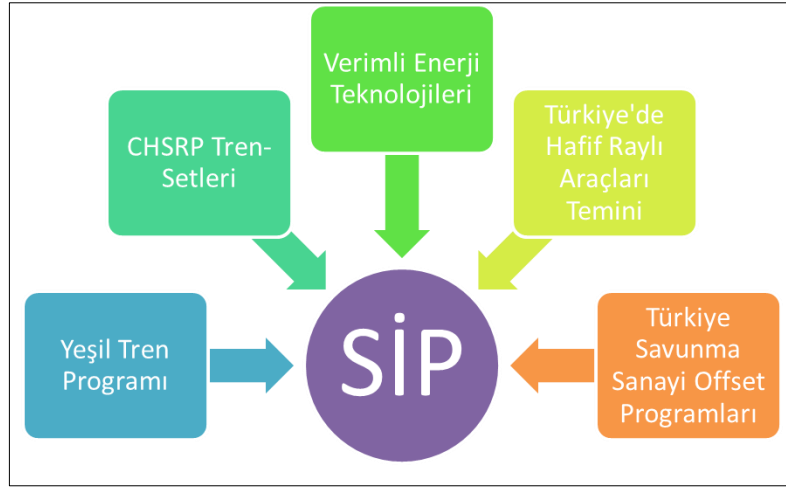 Verimli Enerji
Teknolojileri
CHSRP Tren-
Setleri
Türkiye'de
Hafif Raylı
Araçları
Temini
Yeşil Tren
Programı
SİP
Türkiye
Savunma
Sanayi Offset
Programları